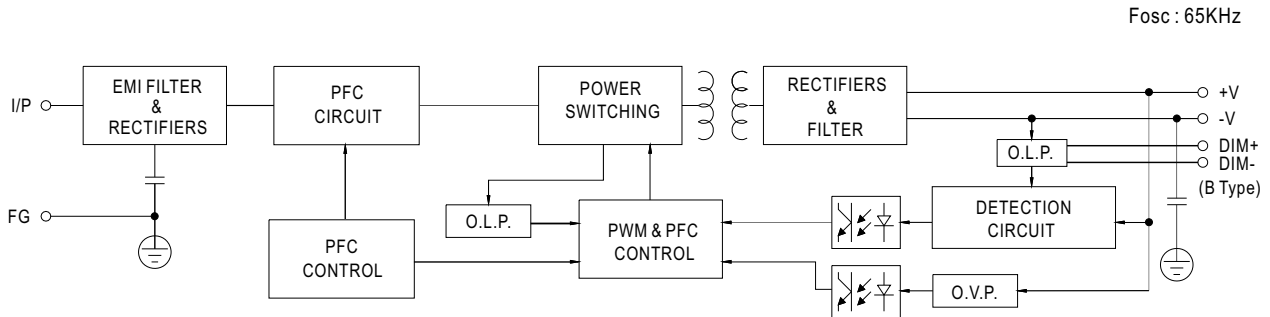 Fosc : 65KHz
I/P
EMI FILTER
&
RECTIFIERS
PFC
CIRCUIT
POWER
SWITCHING
RECTIFIERS
&
FILTER
+V
-V
O.L.P.
DIM+
DIM-
(B Type)
FG
PFC
CONTROL
O.L.P.
PWM & PFC
CONTROL
DETECTION
CIRCUIT
O.V.P.